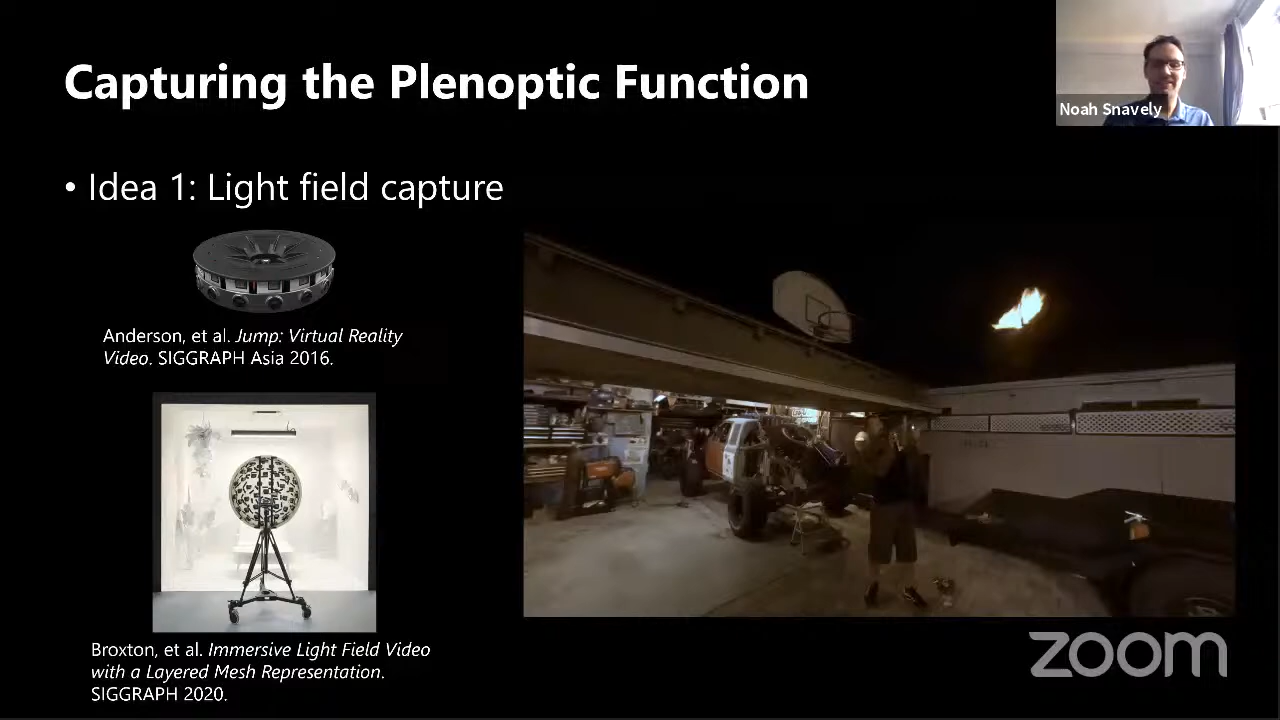 Capturing the Plenoptic Function
Noah Snavely
• Idea 1: Light field capture
Anderson, et al. Jump: Virtual Reality
Video. SIGGRAPH Asia 2016.
Broxton, et al. Immersive Light Field Video
with a Layered Mesh Representation.
SIGGRAPH 2020.
zoom